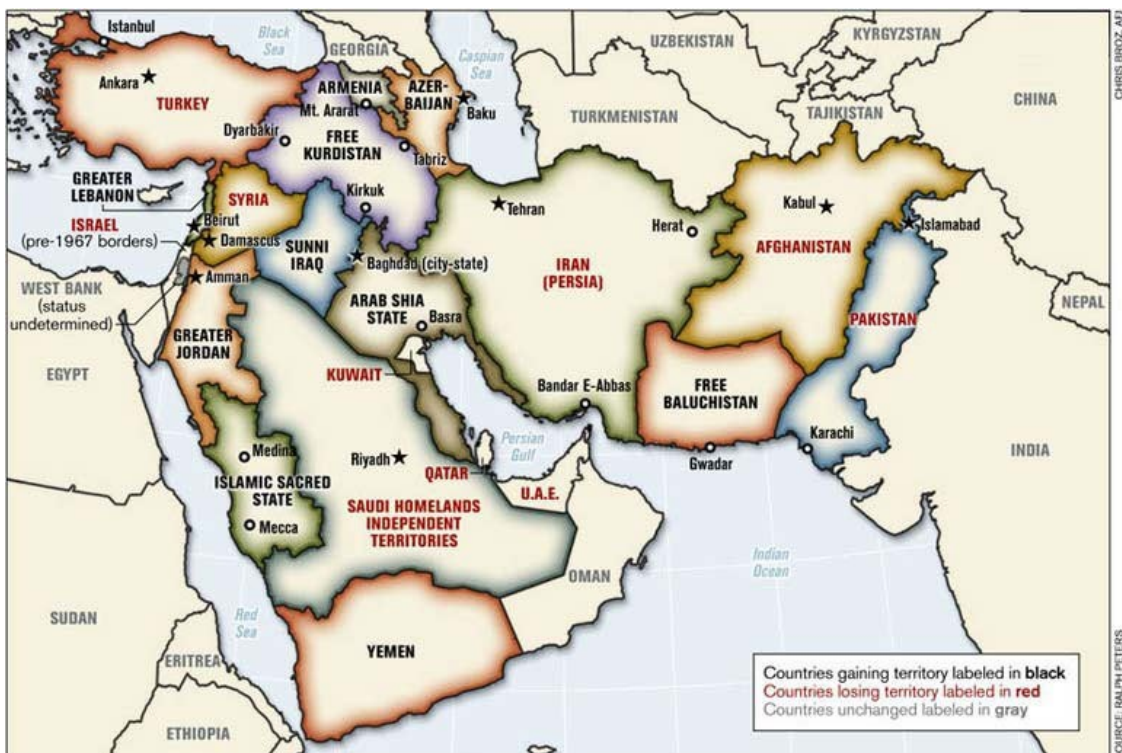 Istanbul
Black
Sea
GEORGIA
Caspian
Sea
UZBEKISTAN
KYRGYZSTAN
CHRIS BROZ, AFJ
Ankara
TURKEY
ARMENIA
Mt. Ararat
AZER-
BAIJAN
Baku
TURKMENISTAN
TAJIKISTAN
CHINA
Dyarbakir
FREE
KURDISTAN
Tabriz
GREATER
LEBANON
SYRIA
Kirkuk
Tehran
Herat
Kabul
Islamabad
ISRAEL
(pre-1967 borders)
Beirut
Damascus
SUNNI
IRAQ
Baghdad (city-state)
IRAN
(PERSIA)
AFGHANISTAN
WEST BANK
(status
undetermined)
Amman
ARAB SHIA
STATE
Basra
PAKISTAN
NEPAL
GREATER
JORDAN
EGYPT
KUWAIT
Bandar E-Abbas
FREE
BALUCHISTAN
Karachi
Persian
Gulf
Gwadar
INDIA
Medina
Riyadh
QATAR
ISLAMIC SACRED
STATE
U.A.E.
Mecca
SAUDI HOMELANDS
INDEPENDENT
TERRITORIES
OMAN
Indian
Ocean
SUDAN
Red
Sea
YEMEN
ERITREA
ETHIOPIA
Countries gaining territory labeled in black
Countries losing territory labeled in red
Countries unchanged labeled in gray
SOURCE: RALPH PETERS